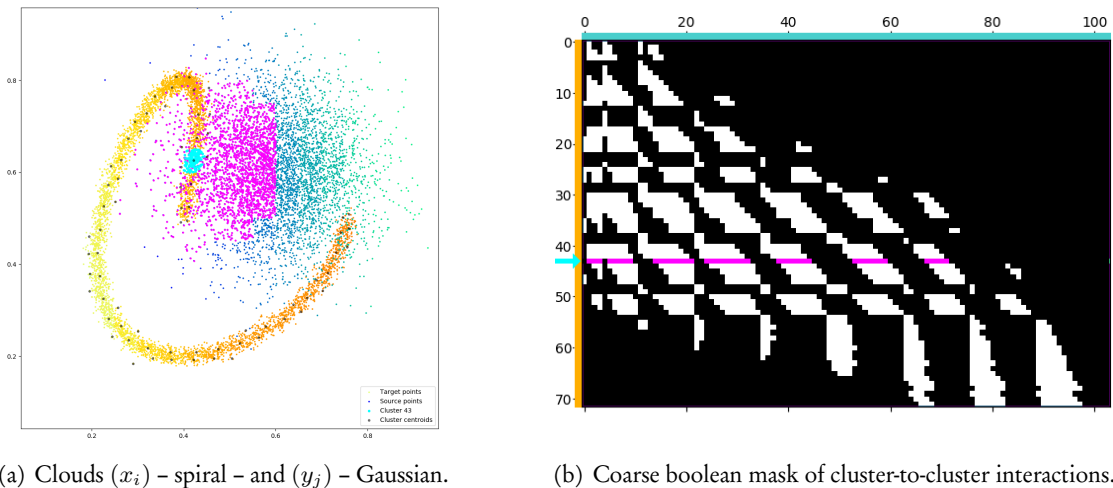 0 20 40 60 80 100
0
10
20
30
40
50
60
70
0.8
0.6
0.4
0.2
0.2 0.4 0.6 0.8
Target points
Source points
Cluster 43
Cluster centroids
(a) Clouds (xᵢ) – spiral – and (yⱼ) – Gaussian.
(b) Coarse boolean mask of cluster-to-cluster interactions.